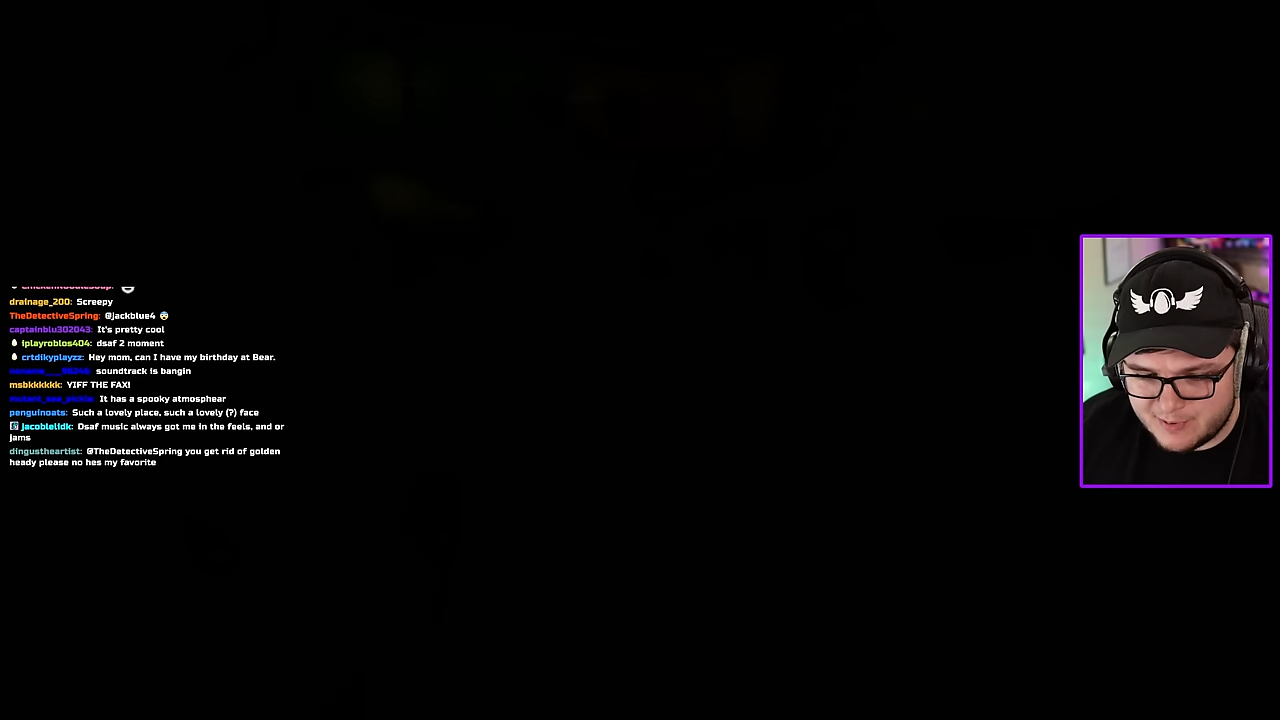 drainage_200: Screepy
TheDetectiveSpring: @jackblue4
captainblu302043: It's pretty cool
iplayroblos404: dsaf 2 moment
crtdikyplayzz: Hey mom, can I have my birthday at Bear.
soundtrack is bangin
msbkkkkkk: YIFF THE FAX!
mutant_sea_pickle: It has a spooky atmosphear
penguinoats: Such a lovely place, such a lovely (?) face
jacoblelidk: Dsaf music always got me in the feels, and or
jams
dingustheartist: @TheDetectiveSpring you get rid of golden
heady please no hes my favorite